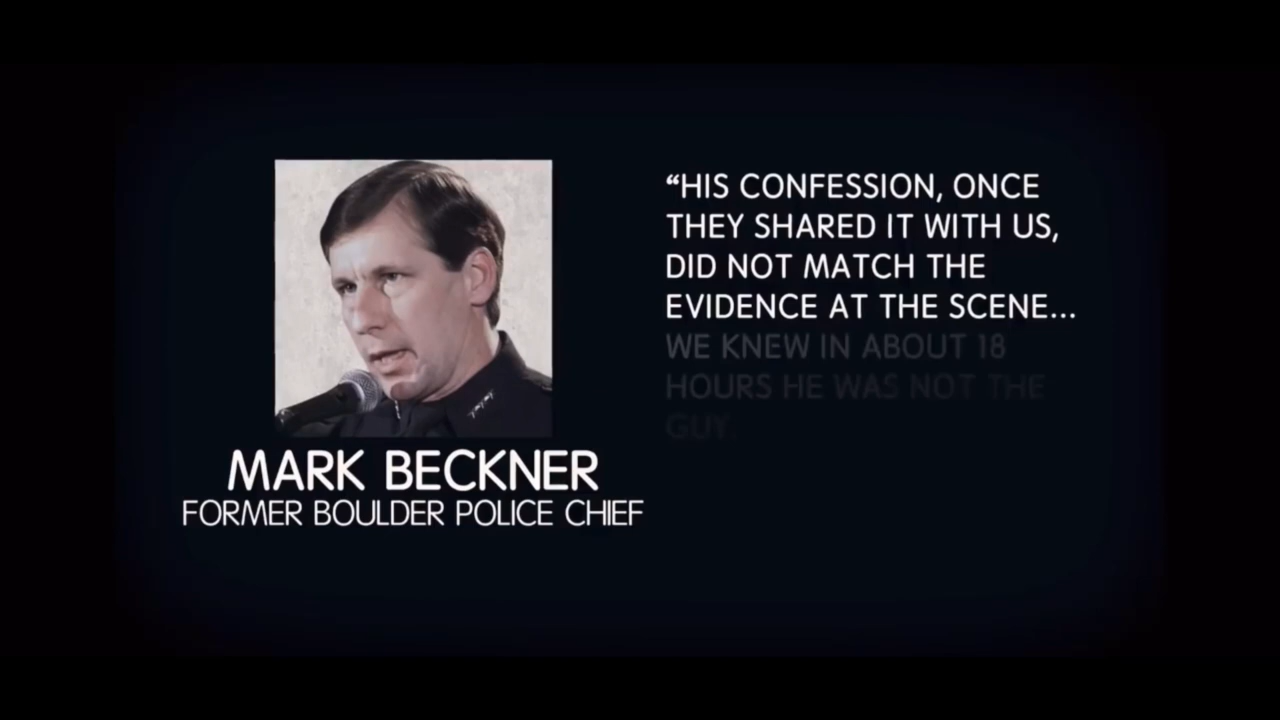 “HIS CONFESSION, ONCE
THEY SHARED IT WITH US,
DID NOT MATCH THE
EVIDENCE AT THE SCENE...
WE KNEW IN ABOUT 18
HOURS HE WAS NOT THE
GUY.
MARK BECKNER
FORMER BOULDER POLICE CHIEF